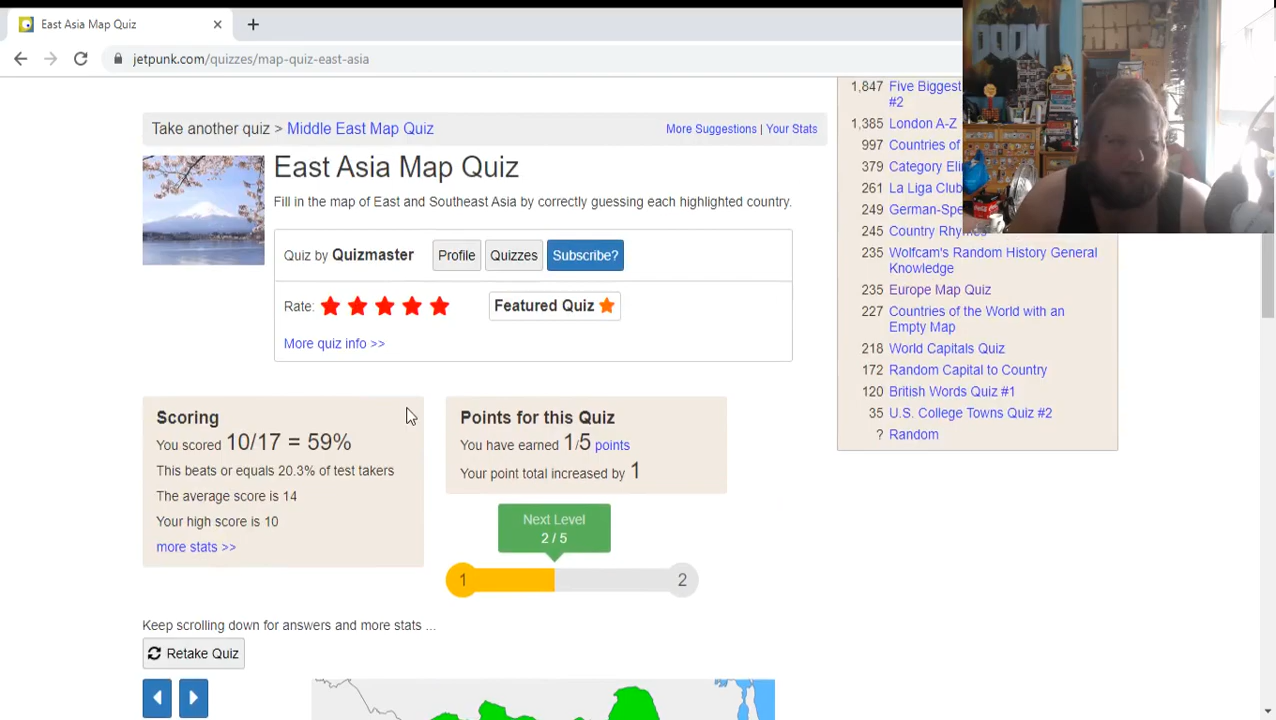 East Asia Map Quiz
jetpunk.com/quizzes/map-quiz-east-asia
DOOM
Take another quiz > Middle East Map Quiz
More Suggestions | Your Stats
East Asia Map Quiz
Fill in the map of East and Southeast Asia by correctly guessing each highlighted country.
Quiz by Quizmaster
Profile
Quizzes
Subscribe?
Rate:
Featured Quiz
More quiz info >>
Scoring
You scored 10/17 = 59%
This beats or equals 20.3% of test takers
The average score is 14
Your high score is 10
more stats >>
Points for this Quiz
You have earned 1/5 points
Your point total increased by 1
Next Level
2 / 5
1
2
Keep scrolling down for answers and more stats ...
Retake Quiz
1,847 Five Biggest
#2
1,385 London A-Z
997 Countries of
379 Category
261 La Liga
249
245 Country
235 Wolfcam's Random History General
Knowledge
235 Europe Map Quiz
227 Countries of the World with an
Empty Map
218 World Capitals Quiz
172 Random Capital to Country
120 British Words Quiz #1
35 U.S. College Towns Quiz #2
? Random